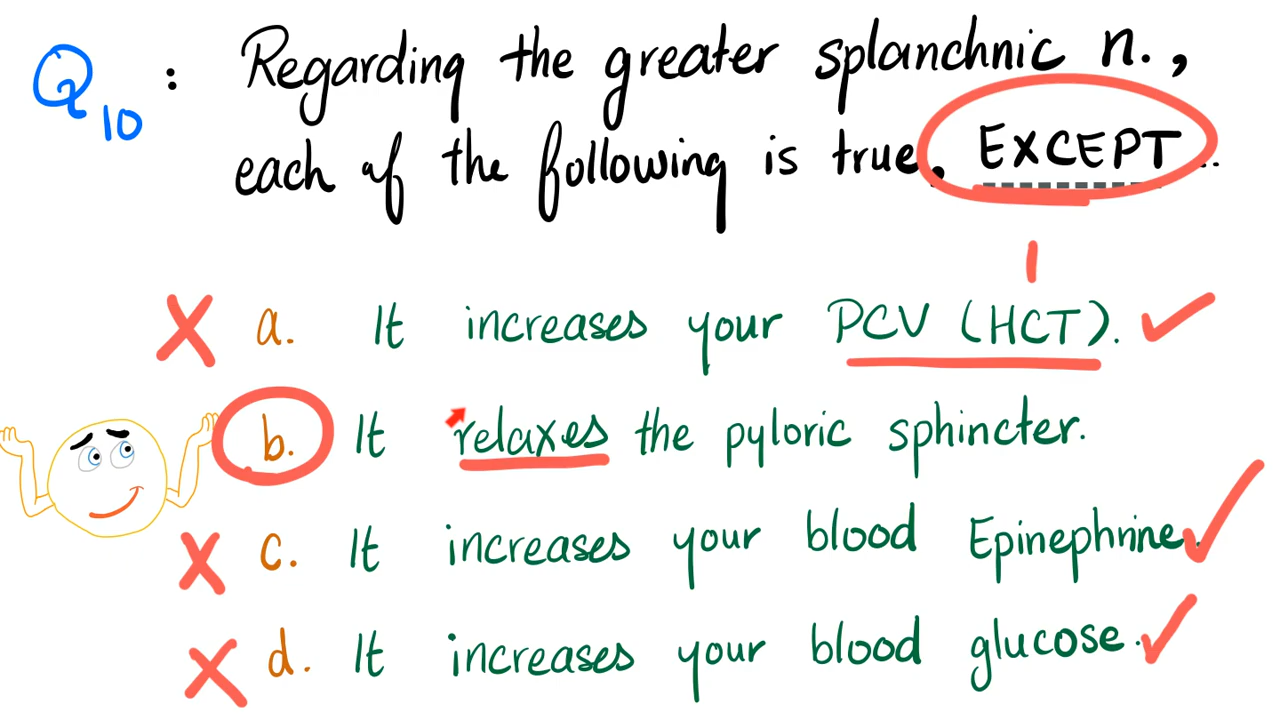 Q10 : Regarding the greater splanchnic n.,
each of the following is true, EXCEPT...
a. It increases your PCV (HCT).
b. It relaxes the pyloric sphincter.
c. It increases your blood Epinephrine.
d. It increases your blood glucose.